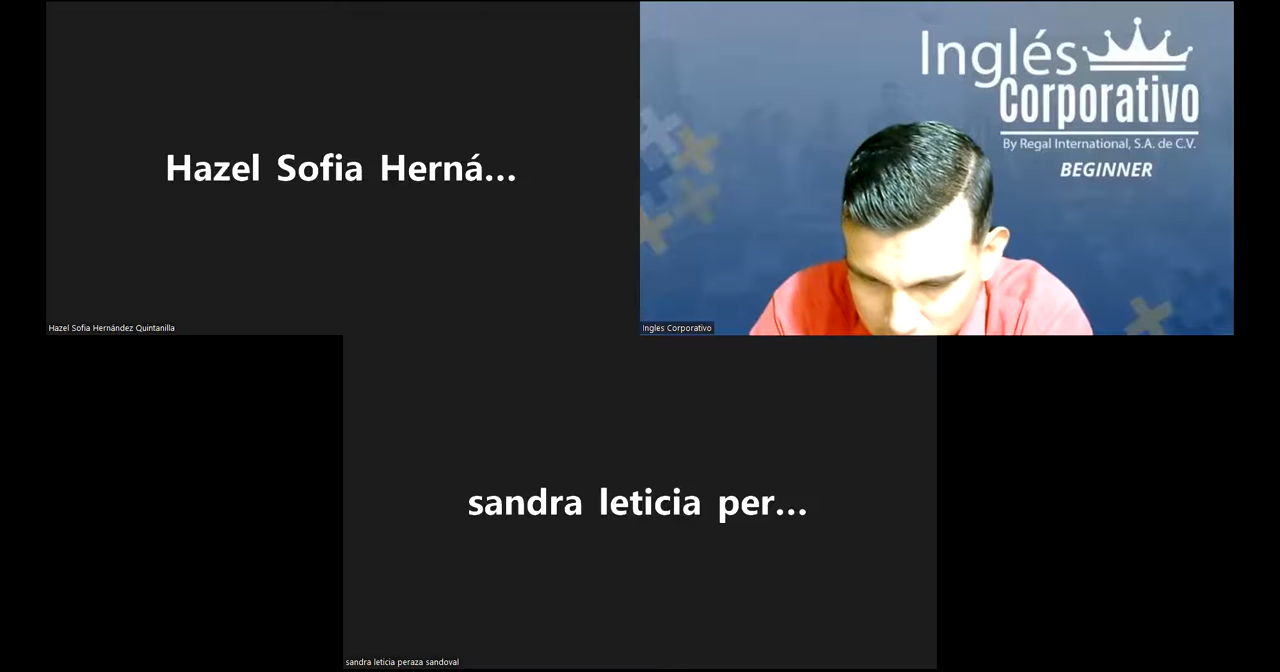 Hazel Sofia Herná...
Hazel Sofia Hernández Quintanilla
Inglés
Corporativo
By Regal International, S.A. de C.V.
BEGINNER
Ingles Corporativo
sandra leticia per...
sandra leticia peraza sandoval